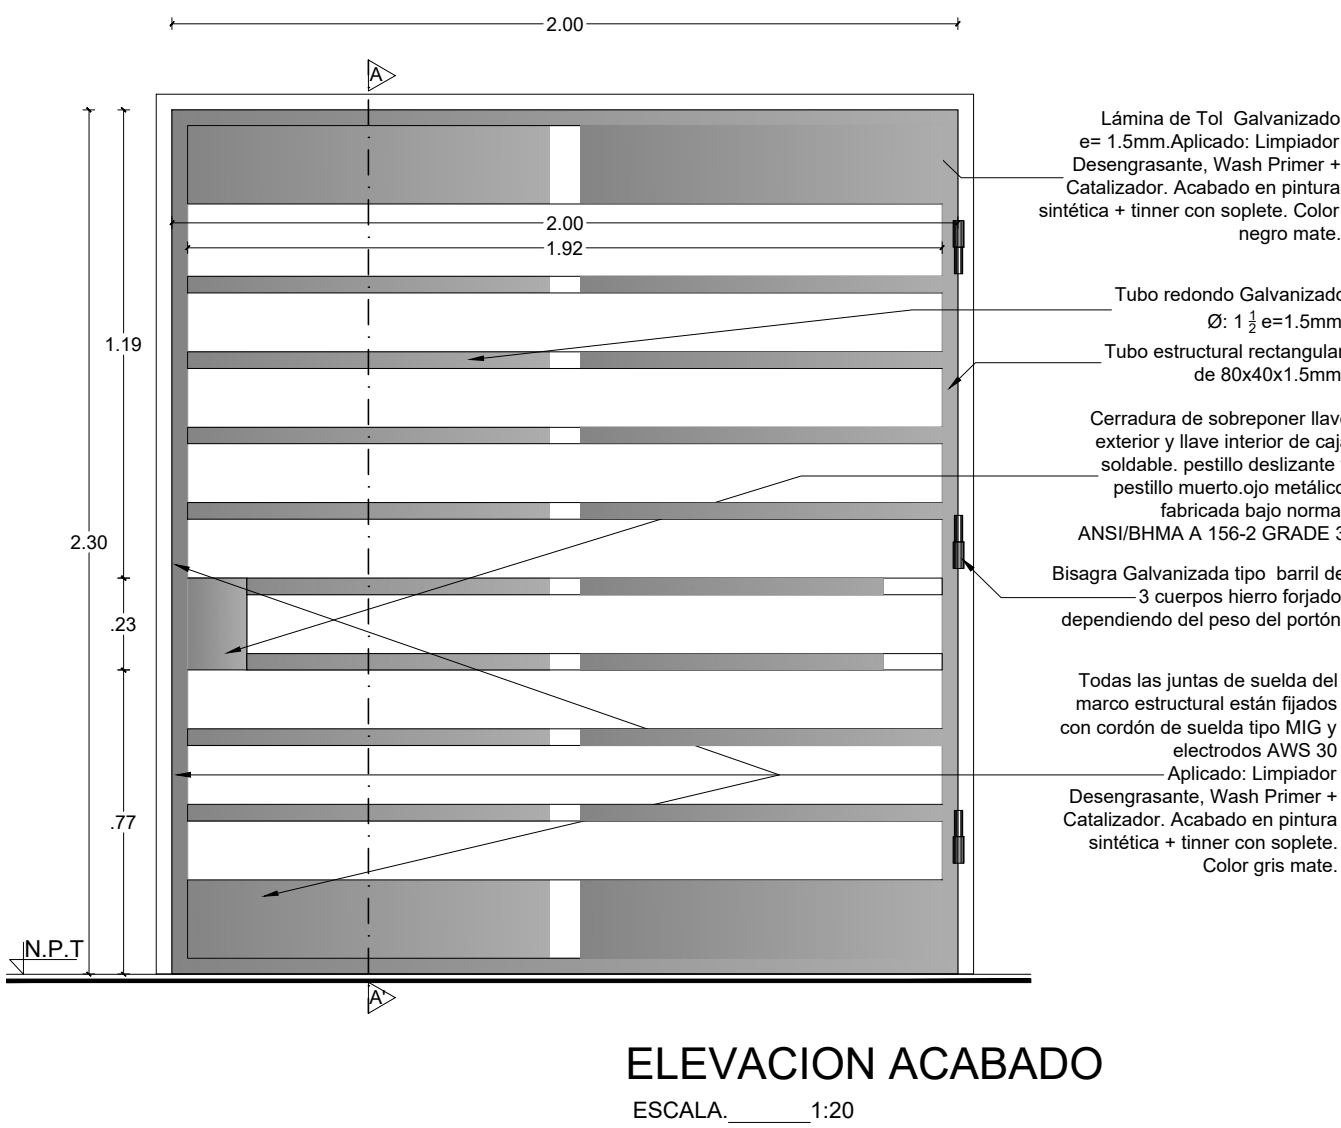 2.00
A
Lámina de Tol Galvanizado
e= 1.5mm.Aplicado: Limpiador
Desengrasante, Wash Primer +
Catalizador. Acabado en pintura
sintética + tinner con soplete. Color
negro mate.
2.00
1.92
Tubo redondo Galvanizado
Ø: 1 1/2 e=1.5mm
1.19
Tubo estructural rectangular
de 80x40x1.5mm
Cerradura de sobreponer llave
exterior y llave interior de caja
soldable. pestillo deslizante
pestillo muerto.ojo metálico
fabricada bajo norma
ANSI/BHMA A 156-2 GRADE 3
2.30
Bisagra Galvanizada tipo barril de
3 cuerpos hierro forjado
dependiendo del peso del portón
.23
Todas las juntas de suelda del
marco estructural están fijados
con cordón de suelda tipo MIG y
electrodos AWS 30
Aplicado: Limpiador
Desengrasante, Wash Primer +
Catalizador. Acabado en pintura
sintética + tinner con soplete.
Color gris mate.
.77
N.P.T
A'
ELEVACION ACABADO
ESCALA._______1:20